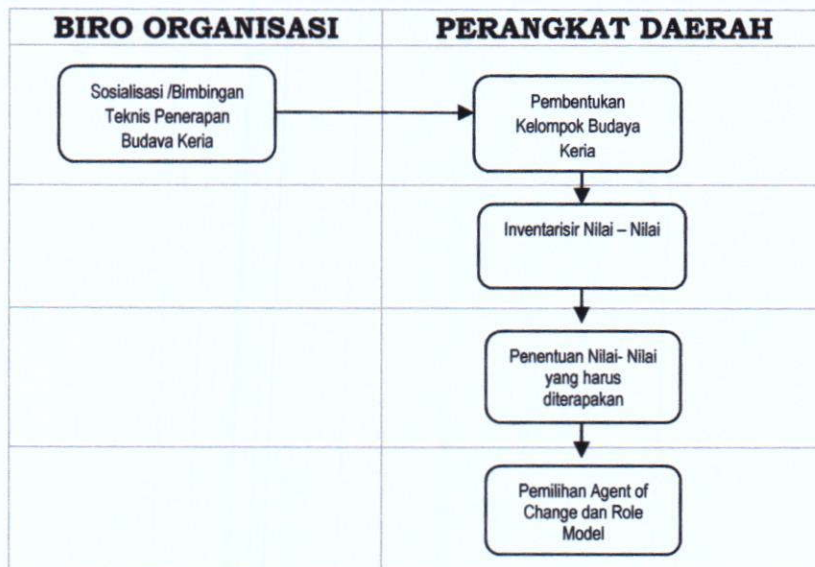 BIRO ORGANISASI
PERANGKAT DAERAH
Sosialisasi /Bimbingan
Teknis Penerapan
Budava Keria
Pembentukan
Kelompok Budaya
Keria
Inventarisir Nilai – Nilai
Penentuan Nilai- Nilai
yang harus
diterapakan
Pemilihan Agent of
Change dan Role
Model